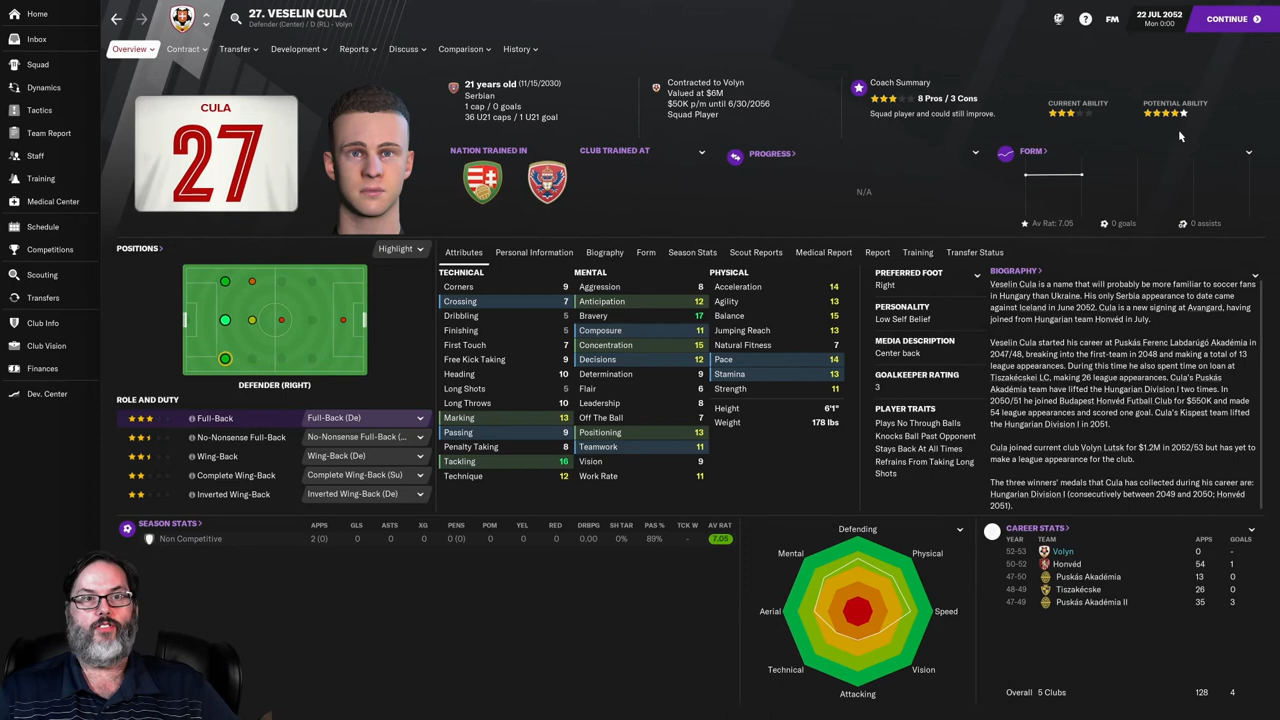 Home
Inbox
Squad
Dynamics
Tactics
Team Report
Staff
Training
Medical Center
Schedule
Competitions
Scouting
Transfers
Club Info
Club Vision
Finances
Dev. Center
27. VESELIN CULA
Defender (Center) / D (RL) - Volyn
FM
22 JUL 2052
Mon 0:00
CONTINUE
Overview
Contract
Transfer
Development
Reports
Discuss
Comparison
History
CULA
27
21 years old (11/15/2030)
Serbian
1 cap / 0 goals
36 U21 caps / 1 U21 goal
Contracted to Volyn
Valued at $6M
$50K p/m until 6/30/2056
Squad Player
Coach Summary
8 Pros / 3 Cons
Squad player and could still improve.
CURRENT ABILITY
POTENTIAL ABILITY
NATION TRAINED IN
CLUB TRAINED AT
PROGRESS
N/A
FORM
Av Rat: 7.05
0 goals
0 assists
POSITIONS
Highlight
DEFENDER (RIGHT)
ROLE AND DUTY
Full-Back
Full-Back (De)
No-Nonsense Full-Back
No-Nonsense Full-Back (...
Wing-Back
Wing-Back (De)
Complete Wing-Back
Complete Wing-Back (Su)
Inverted Wing-Back
Inverted Wing-Back (De)
Attributes
Personal Information
Biography
Form
Season Stats
Scout Reports
Medical Report
Report
Training
Transfer Status
TECHNICAL
Corners 9
Crossing 7
Dribbling 5
Finishing 5
First Touch 7
Free Kick Taking 9
Heading 10
Long Shots 5
Long Throws 10
Marking 13
Passing 9
Penalty Taking 8
Tackling 16
Technique 12
MENTAL
Aggression 8
Anticipation 12
Bravery 17
Composure 11
Concentration 15
Decisions 12
Determination 9
Flair 6
Leadership 8
Off The Ball 7
Positioning 13
Teamwork 11
Vision 9
Work Rate 11
PHYSICAL
Acceleration 14
Agility 13
Balance 15
Jumping Reach 13
Natural Fitness 7
Pace 14
Stamina 13
Strength 11
Height 6'1"
Weight 178 lbs
PREFERRED FOOT
Right
PERSONALITY
Low Self Belief
MEDIA DESCRIPTION
Center back
GOALKEEPER RATING
3
PLAYER TRAITS
Plays No Through Balls
Knocks Ball Past Opponent
Stays Back At All Times
Refrains From Taking Long
Shots
BIOGRAPHY
Veselin Cula is a name that will probably be more familiar to soccer fans
in Hungary than Ukraine. His only Serbia appearance to date came
against Iceland in June 2052. Cula is a new signing at Avangard, having
joined from Hungarian team Honvéd in July.
Veselin Cula started his career at Puskás Ferenc Labdarúgó Akadémia in
2047/48, breaking into the first-team in 2048 and making a total of 13
league appearances. During this time he also spent time on loan at
Tiszakécskei LC, making 26 league appearances. Cula's Puskás
Akadémia team have lifted the Hungarian Division I two times. In
2050/51 he joined Budapest Honvéd Futball Club for $550K and made
54 league appearances and scored one goal. Cula's Kispest team lifted
the Hungarian Division I in 2051.
Cula joined current club Volyn Lutsk for $1.2M in 2052/53 but has yet to
make a league appearance for the club.
The three winners' medals that Cula has collected during his career are:
Hungarian Division I (consecutively between 2049 and 2050; Honvéd
2051).
SEASON STATS
APPS GLS ASTS XG PENS POM YEL RED DRBPG SH TAR PAS % TCK W AV RAT
Non Competitive 2 (0) 0 0 0 0 (0) 0 0 0 0.00 0% 89% - 7.05
Defending
Physical
Speed
Vision
Attacking
Technical
Aerial
Mental
CAREER STATS
YEAR TEAM APPS GOALS
52-53 Volyn 0 -
50-52 Honvéd 54 1
47-50 Puskás Akadémia 13 0
48-49 Tiszakécske 26 0
47-49 Puskás Akadémia II 35 3
Overall 5 Clubs 128 4